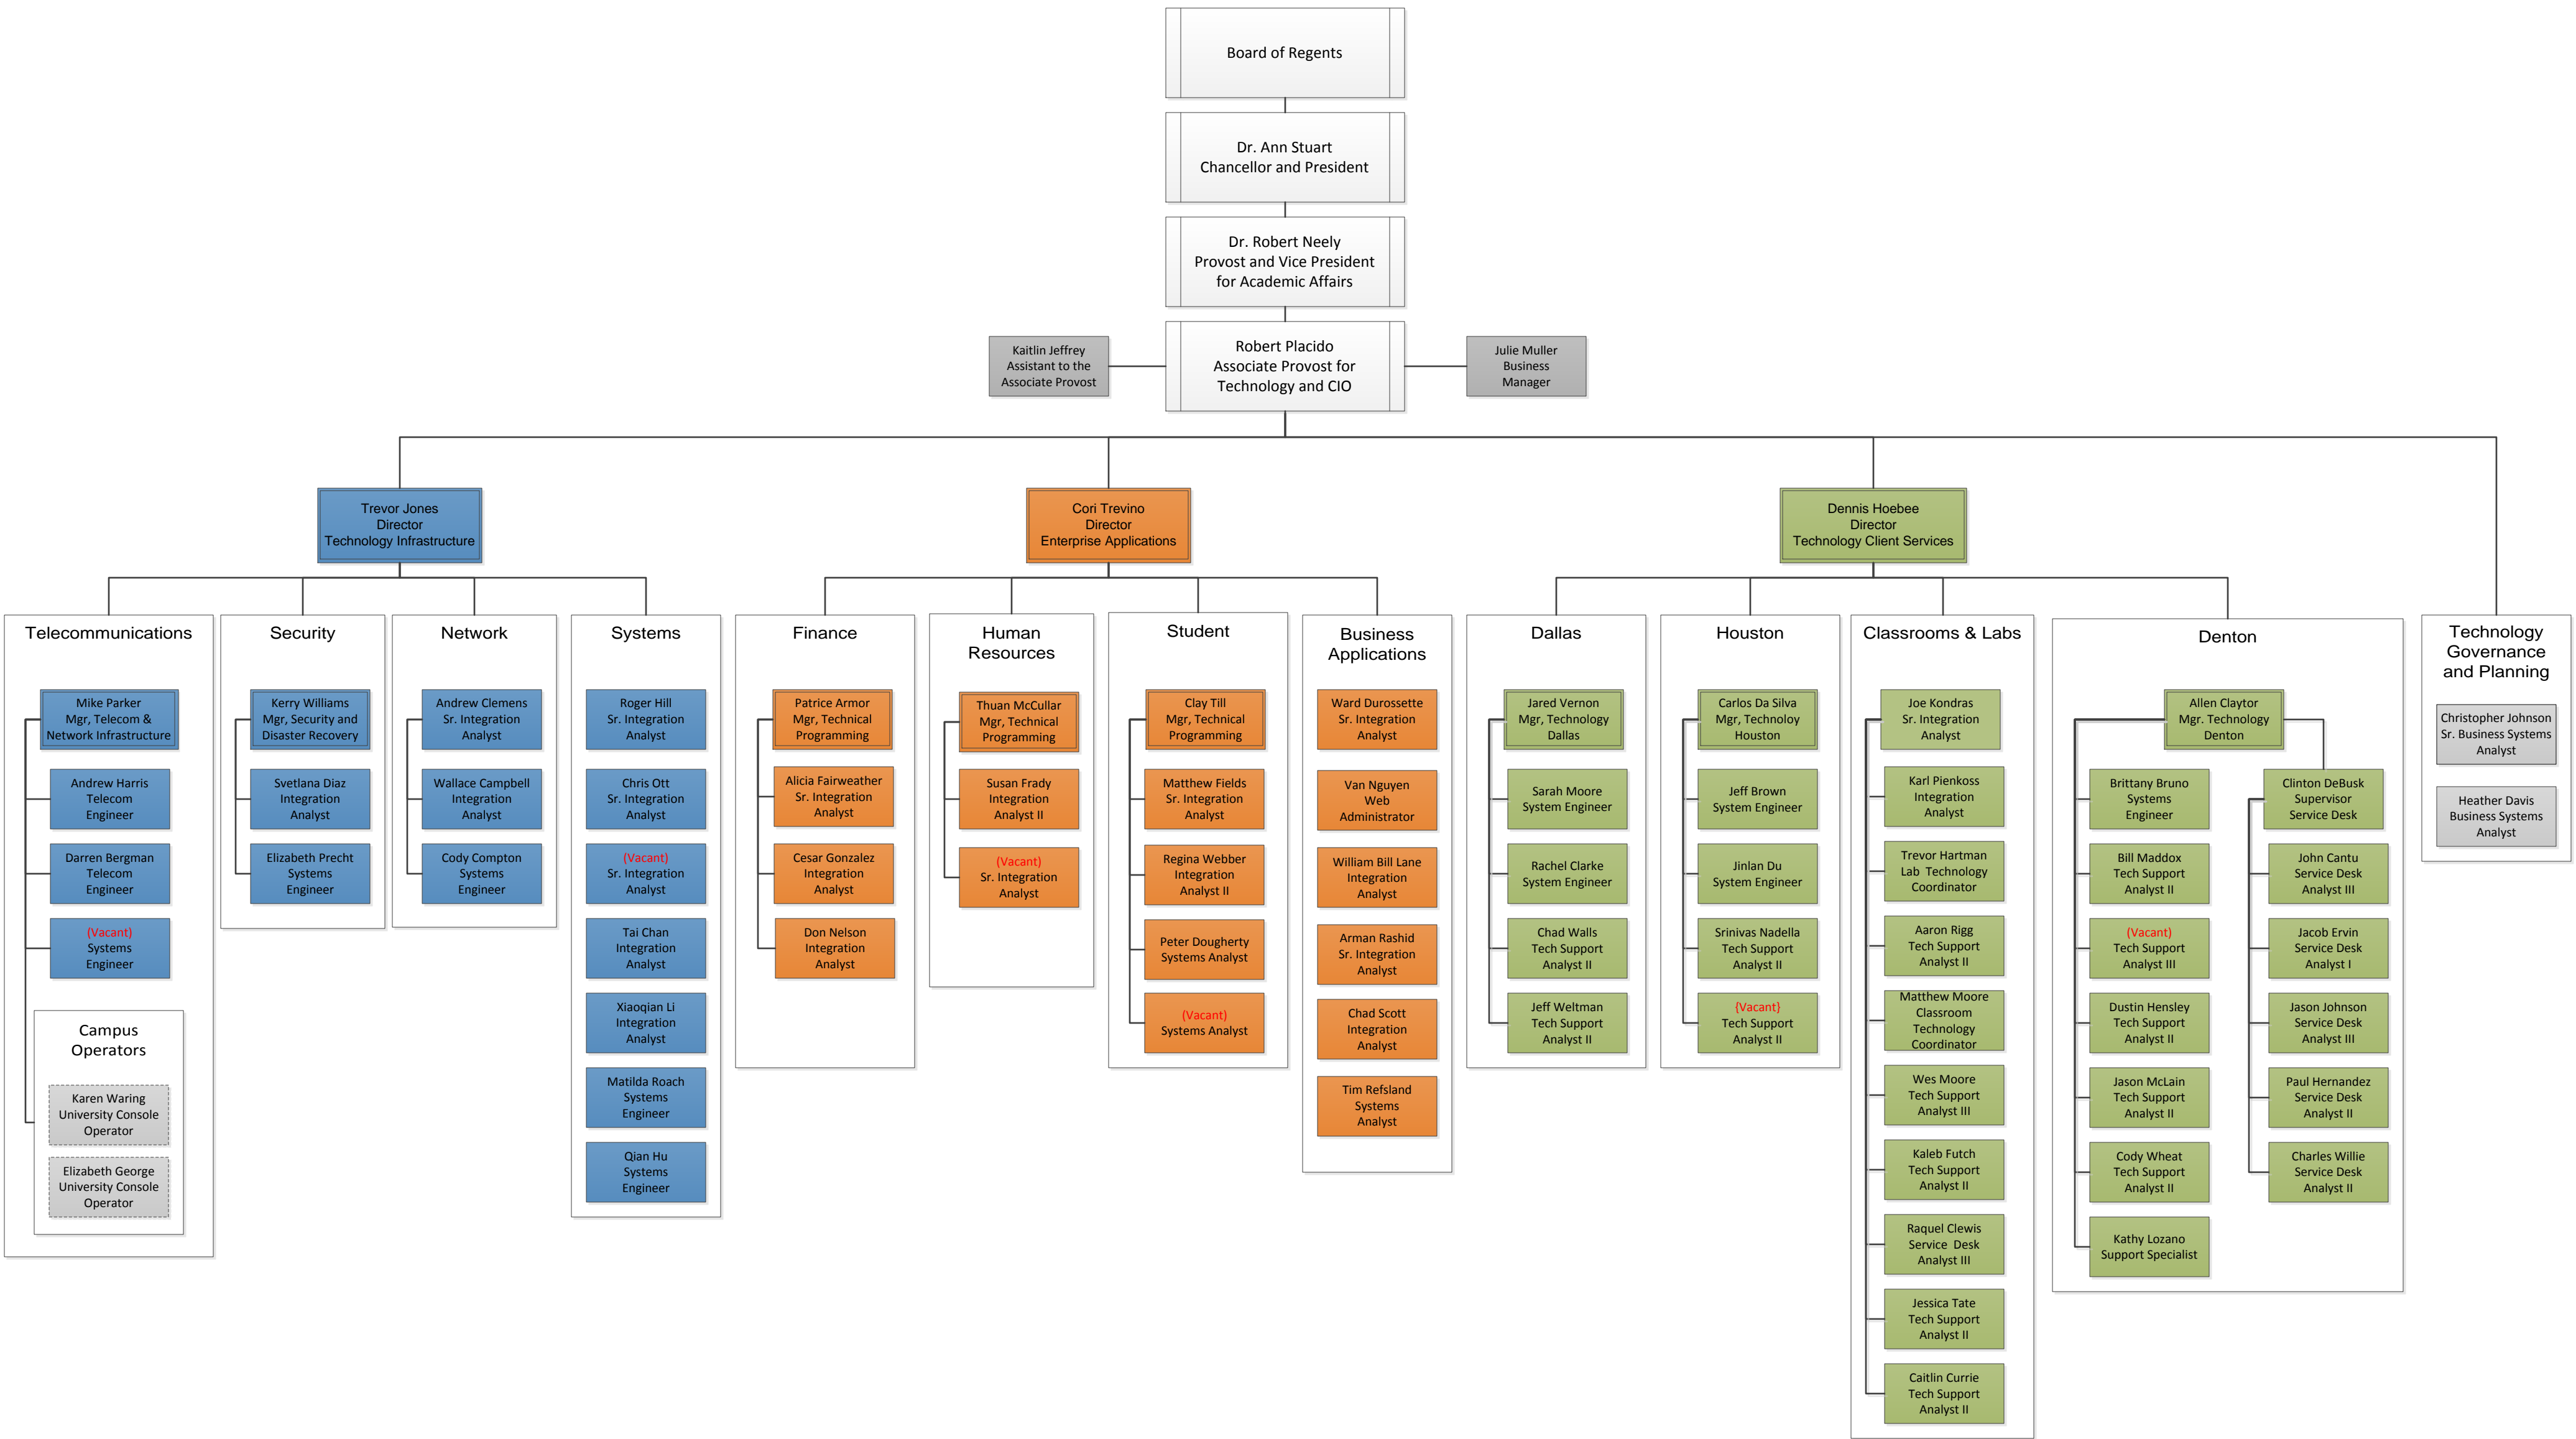 Board of Regents
Dr. Ann Stuart
Chancellor and President
Dr. Robert Neely
Provost and Vice President
for Academic Affairs
Kaitlin Jeffrey
Assistant to the
Associate Provost
Robert Placido
Associate Provost for
Technology and CIO
Julie Muller
Business
Manager
Trevor Jones
Director
Technology Infrastructure
Cori Trevino
Director
Enterprise Applications
Dennis Hoebee
Director
Technology Client Services
Telecommunications
Mike Parker
Mgr, Telecom &
Network Infrastructure
Andrew Harris
Telecom
Engineer
Darren Bergman
Telecom
Engineer
(Vacant)
Systems
Engineer
Campus
Operators
Karen Waring
University Console
Operator
Elizabeth George
University Console
Operator
Security
Kerry Williams
Mgr, Security and
Disaster Recovery
Svetlana Diaz
Integration
Analyst
Elizabeth Precht
Systems
Engineer
Network
Andrew Clemens
Sr. Integration
Analyst
Wallace Campbell
Integration
Analyst
Cody Compton
Systems
Engineer
Systems
Roger Hill
Sr. Integration
Analyst
Chris Ott
Sr. Integration
Analyst
(Vacant)
Sr. Integration
Analyst
Tai Chan
Integration
Analyst
Xiaoqian Li
Integration
Analyst
Matilda Roach
Systems
Engineer
Qian Hu
Systems
Engineer
Finance
Patrice Armor
Mgr, Technical
Programming
Alicia Fairweather
Sr. Integration
Analyst
Cesar Gonzalez
Integration
Analyst
Don Nelson
Integration
Analyst
Human
Resources
Thuan McCullar
Mgr, Technical
Programming
Susan Frady
Integration
Analyst II
(Vacant)
Sr. Integration
Analyst
Student
Clay Till
Mgr, Technical
Programming
Matthew Fields
Sr. Integration
Analyst
Regina Webber
Integration
Analyst II
Peter Dougherty
Systems Analyst
(Vacant)
Systems Analyst
Business
Applications
Ward Durossette
Sr. Integration
Analyst
Van Nguyen
Web
Administrator
William Bill Lane
Integration
Analyst
Arman Rashid
Sr. Integration
Analyst
Chad Scott
Integration
Analyst
Tim Refsland
Systems
Analyst
Dallas
Jared Vernon
Mgr, Technology
Dallas
Sarah Moore
System Engineer
Rachel Clarke
System Engineer
Chad Walls
Tech Support
Analyst II
Jeff Weltman
Tech Support
Analyst II
Houston
Carlos Da Silva
Mgr, Technoloy
Houston
Jeff Brown
System Engineer
Jinlan Du
System Engineer
Srinivas Nadella
Tech Support
Analyst II
{Vacant}
Tech Support
Analyst II
Classrooms & Labs
Joe Kondras
Sr. Integration
Analyst
Karl Pienkoss
Integration
Analyst
Trevor Hartman
Lab Technology
Coordinator
Aaron Rigg
Tech Support
Analyst II
Matthew Moore
Classroom
Technology
Coordinator
Wes Moore
Tech Support
Analyst III
Kaleb Futch
Tech Support
Analyst II
Raquel Clewis
Service Desk
Analyst III
Jessica Tate
Tech Support
Analyst II
Caitlin Currie
Tech Support
Analyst II
Denton
Allen Claytor
Mgr. Technology
Denton
Brittany Bruno
Systems
Engineer
Bill Maddox
Tech Support
Analyst II
(Vacant)
Tech Support
Analyst III
Dustin Hensley
Tech Support
Analyst II
Jason McLain
Tech Support
Analyst II
Cody Wheat
Tech Support
Analyst II
Kathy Lozano
Support Specialist
Clinton DeBusk
Supervisor
Service Desk
John Cantu
Service Desk
Analyst III
Jacob Ervin
Service Desk
Analyst I
Jason Johnson
Service Desk
Analyst III
Paul Hernandez
Service Desk
Analyst II
Charles Willie
Service Desk
Analyst II
Technology
Governance
and Planning
Christopher Johnson
Sr. Business Systems
Analyst
Heather Davis
Business Systems
Analyst